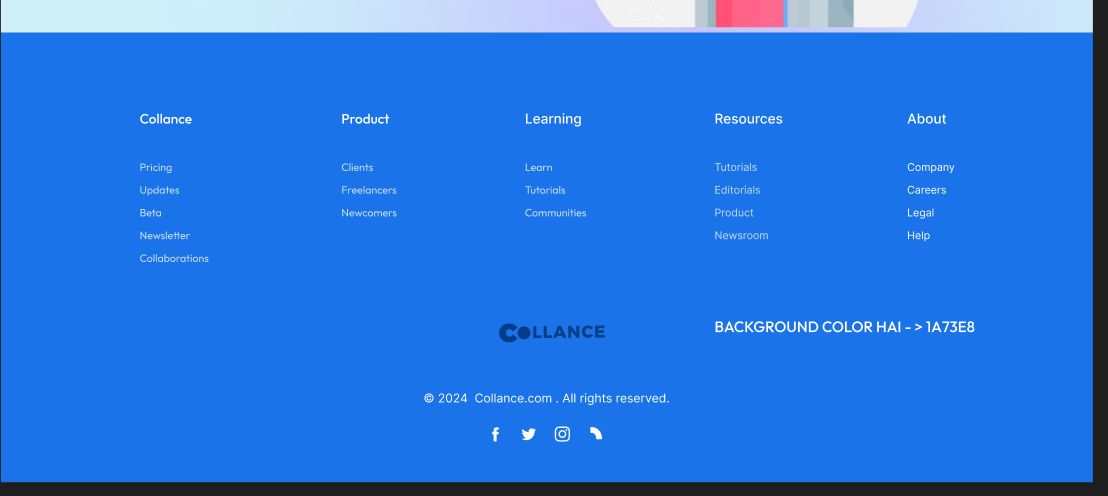 Collance
Pricing
Updates
Beta
Newsletter
Collaborations
Product
Clients
Freelancers
Newcomers
Learning
Learn
Tutorials
Communities
Resources
Tutorials
Editorials
Product
Newsroom
About
Company
Careers
Legal
Help
COLLANCE
BACKGROUND COLOR HAI - > 1A73E8
© 2024 Collance.com . All rights reserved.